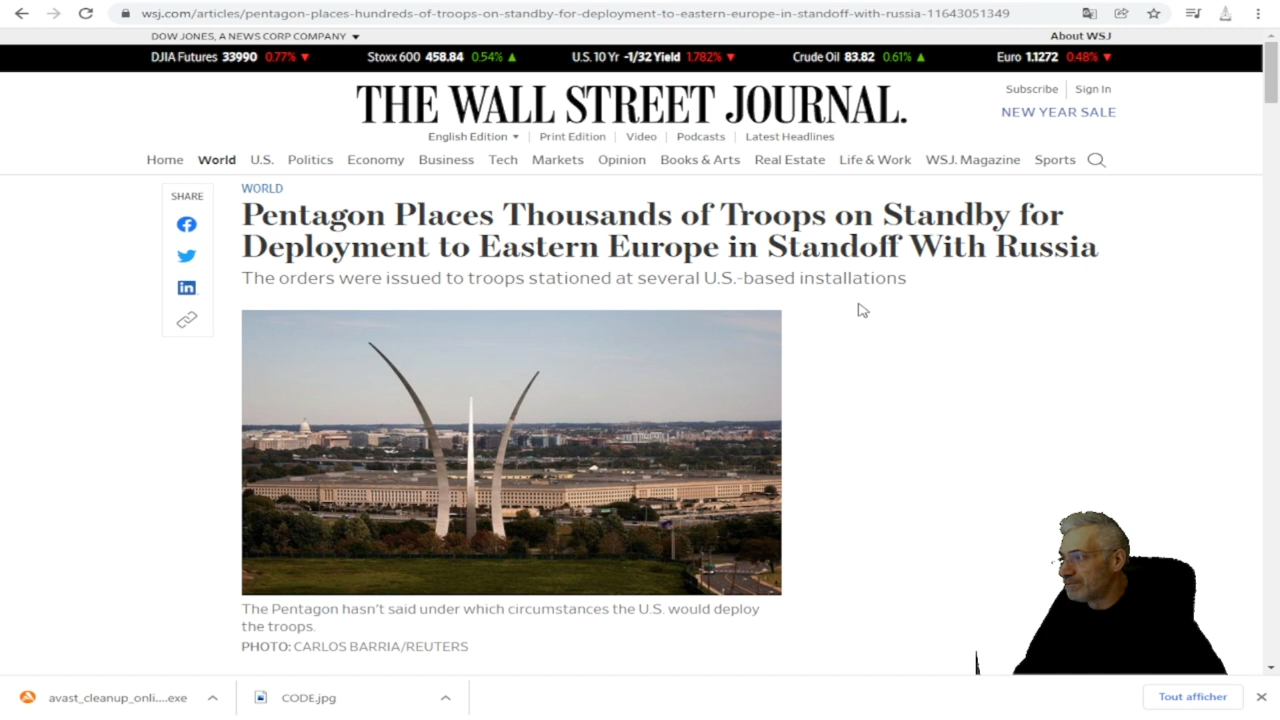 wsj.com/articles/pentagon-places-hundreds-of-troops-on-standby-for-deployment-to-eastern-europe-in-standoff-with-russia-11643051349
DOW JONES, A NEWS CORP COMPANY
About WSJ
DJIA Futures 33990 0.77% Stoxx 600 458.84 0.54% U.S. 10 Yr -1/32 Yield 1.782% Crude Oil 83.82 0.61% Euro 1.1272 0.48%
THE WALL STREET JOURNAL.
Subscribe Sign In
NEW YEAR SALE
English Edition Print Edition Video Podcasts Latest Headlines
Home World U.S. Politics Economy Business Tech Markets Opinion Books & Arts Real Estate Life & Work WSJ. Magazine Sports
SHARE
WORLD
Pentagon Places Thousands of Troops on Standby for
Deployment to Eastern Europe in Standoff With Russia
The orders were issued to troops stationed at several U.S.-based installations
The Pentagon hasn't said under which circumstances the U.S. would deploy
the troops.
PHOTO: CARLOS BARRIA/REUTERS
avast_cleanup_onli....exe CODE.jpg Tout afficher